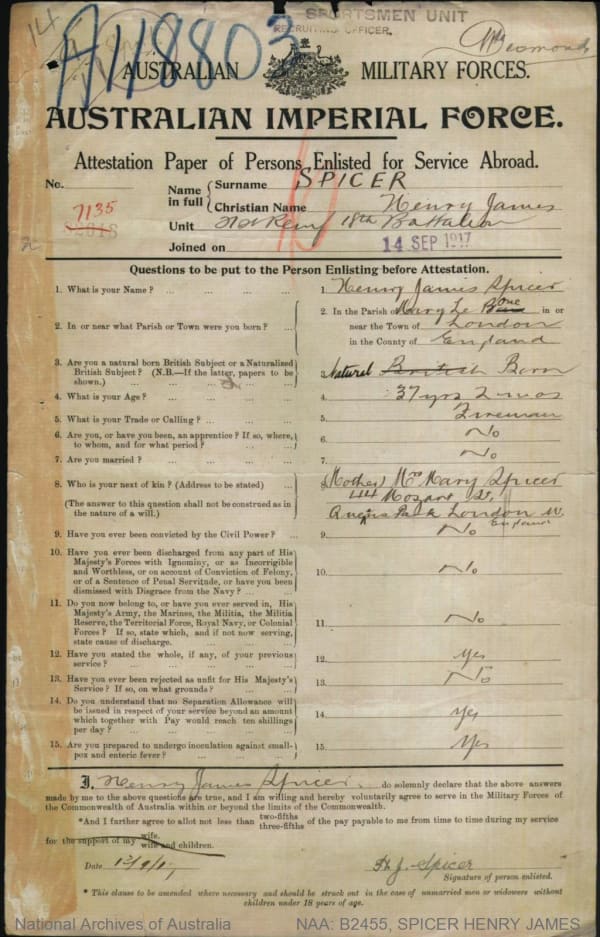 14
A118803
SPORTSMEN UNIT
RECRUITING OFFICER.
AUSTRALIAN MILITARY FORCES.
AUSTRALIAN IMPERIAL FORCE.
Attestation Paper of Persons Enlisted for Service Abroad.
No. 7135
Name in full { Surname SPICER
Christian Name Henry James
Unit 18th Battalion
Joined on 14 SEP 1917
Questions to be put to the Person Enlisting before Attestation.
1. What is your Name ? ... 1. Henry James Spicer
2. In or near what Parish or Town were you born ? ... 2. In the Parish of Mary Le Bone in or
near the Town of London
in the County of England
3. Are you a natural born British Subject or a Naturalized
British Subject ? (N.B.—If the latter, papers to be
shown.) ... 3. Natural British Born
4. What is your Age ? ... 4. 37 yrs 2 mos
5. What is your Trade or Calling ? ... 5. Fireman
6. Are you, or have you been, an apprentice ? If so, where,
to whom, and for what period ? ... 6. No
7. Are you married ? ... 7. No
8. Who is your next of kin ? (Address to be stated) ... 8. Mother Mrs Mary Spicer
44 Mozart St.
(The answer to this question shall not be construed as in
the nature of a will.)
Queens Park London W.
England
9. Have you ever been convicted by the Civil Power ? ... 9. No
10. Have you ever been discharged from any part of His
Majesty's Forces with Ignominy, or as Incorrigible
and Worthless, or on account of Conviction of Felony,
or of a Sentence of Penal Servitude, or have you been
dismissed with Disgrace from the Navy ? ... 10. No
11. Do you now belong to, or have you ever served in, His
Majesty's Army, the Marines, the Militia, the Militia
Reserve, the Territorial Force, Royal Navy, or Colonial
Forces ? If so, state which, and if not now serving,
state cause of discharge. 11. No
12. Have you stated the whole, if any, of your previous
service ? ... 12. Yes
13. Have you ever been rejected as unfit for His Majesty's
Service ? If so, on what grounds ? ... 13. No
14. Do you understand that no Separation Allowance will
be issued in respect of your service beyond an amount
which together with Pay would reach ten shillings
per day ? ... 14. Yes
15. Are you prepared to undergo inoculation against small-
pox and enteric fever ? ... 15. Yes
I, Henry James Spicer, do solemnly declare that the above answers
made by me to the above questions are true, and I am willing and hereby voluntarily agree to serve in the Military Forces of
the Commonwealth of Australia within or beyond the limits of the Commonwealth.
*And I further agree to allot not less than two-fifths three-fifths of the pay payable to me from time to time during my service
for the support of my wife. wife and children.
Date 13/9/17 H J. Spicer
Signature of person enlisted.
* This clause to be amended where necessary and should be struck out in the case of unmarried men or widowers without
children under 18 years of age.
National Archives of Australia NAA: B2455, SPICER HENRY JAMES